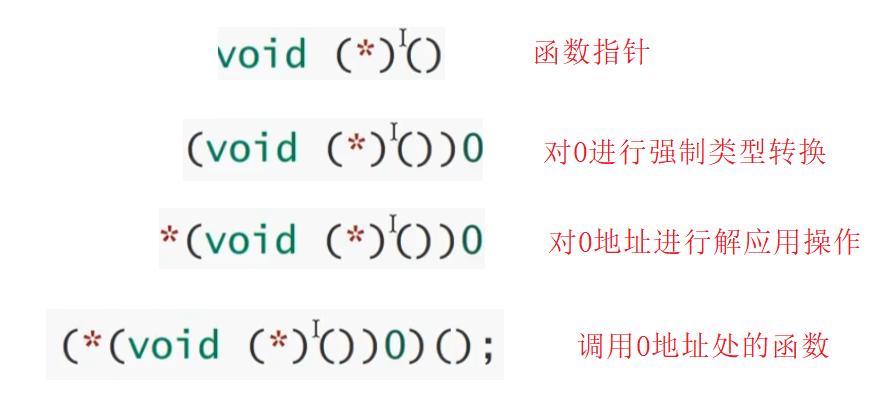 void (*)() 函数指针
(void (*)())0 对0进行强制类型转换
*(void (*)())0 对0地址进行解应用操作
(*(void (*)())0)(); 调用0地址处的函数